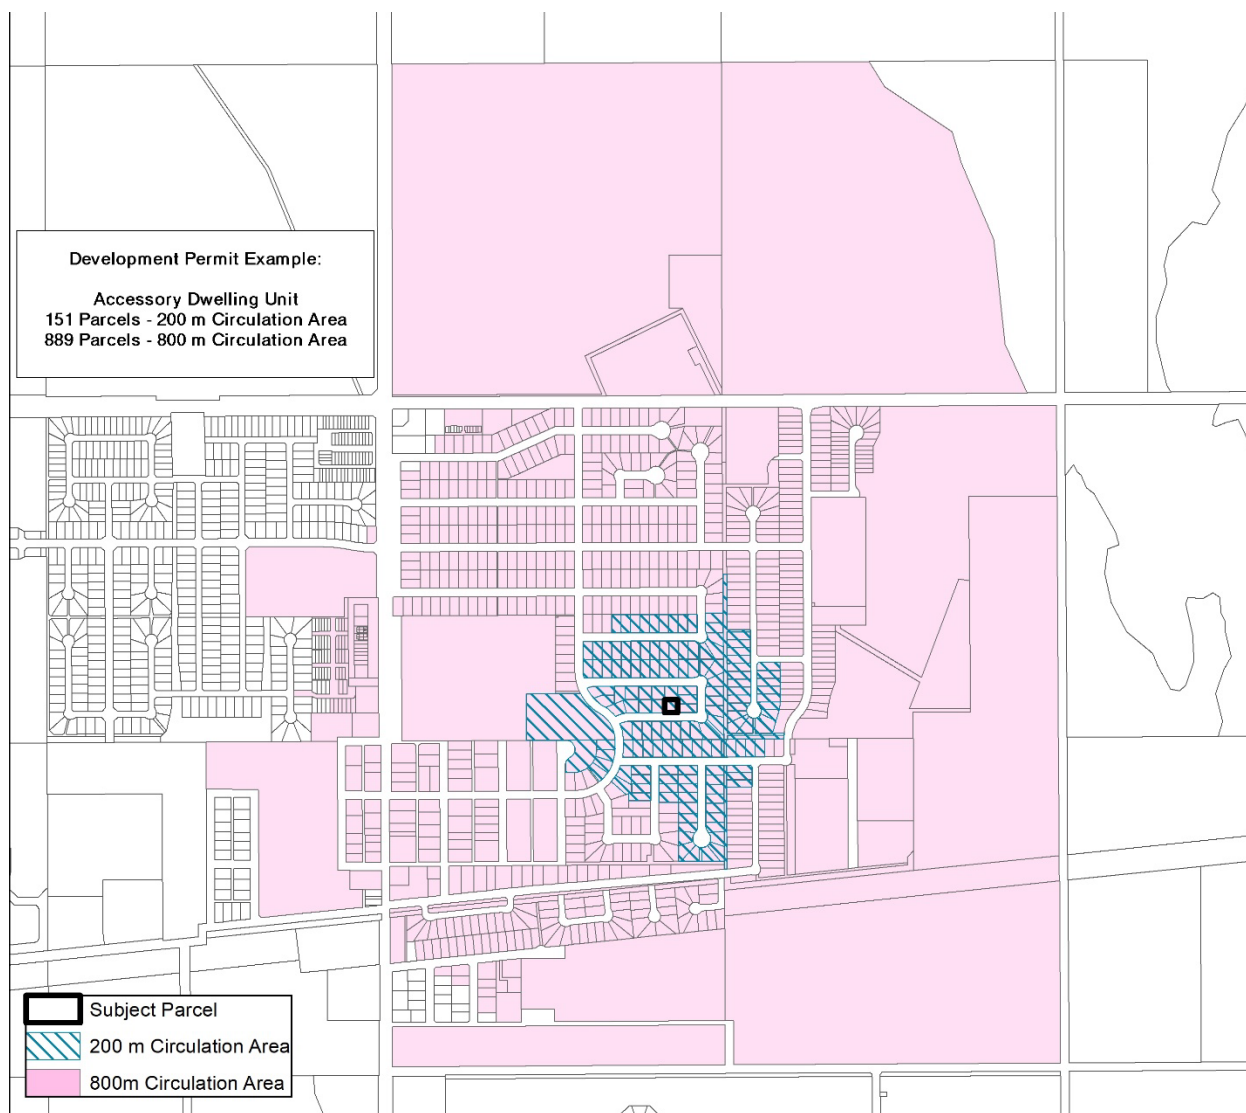 Development Permit Example:
Accessory Dwelling Unit
151 Parcels - 200 m Circulation Area
889 Parcels - 800 m Circulation Area
Subject Parcel
200 m Circulation Area
800m Circulation Area